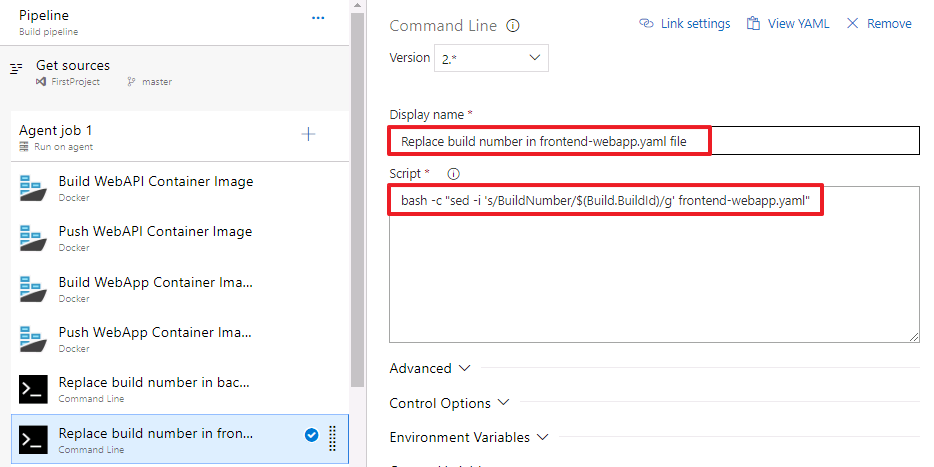 Pipeline
...
Build pipeline
Get sources
FirstProject
master
Agent job 1
Run on agent
Build WebAPI Container Image
Docker
Push WebAPI Container Image
Docker
Build WebApp Container Image...
Docker
Push WebApp Container Ima...
Docker
Replace build number in bac...
Command Line
Replace build number in fron...
Command Line
Command Line
Link settings
View YAML
Remove
Version
2.*
Display name *
Replace build number in frontend-webapp.yaml file
Script *
bash -c "sed -i 's/BuildNumber/$(Build.BuildId)/g' frontend-webapp.yaml"
Advanced
Control Options
Environment Variables